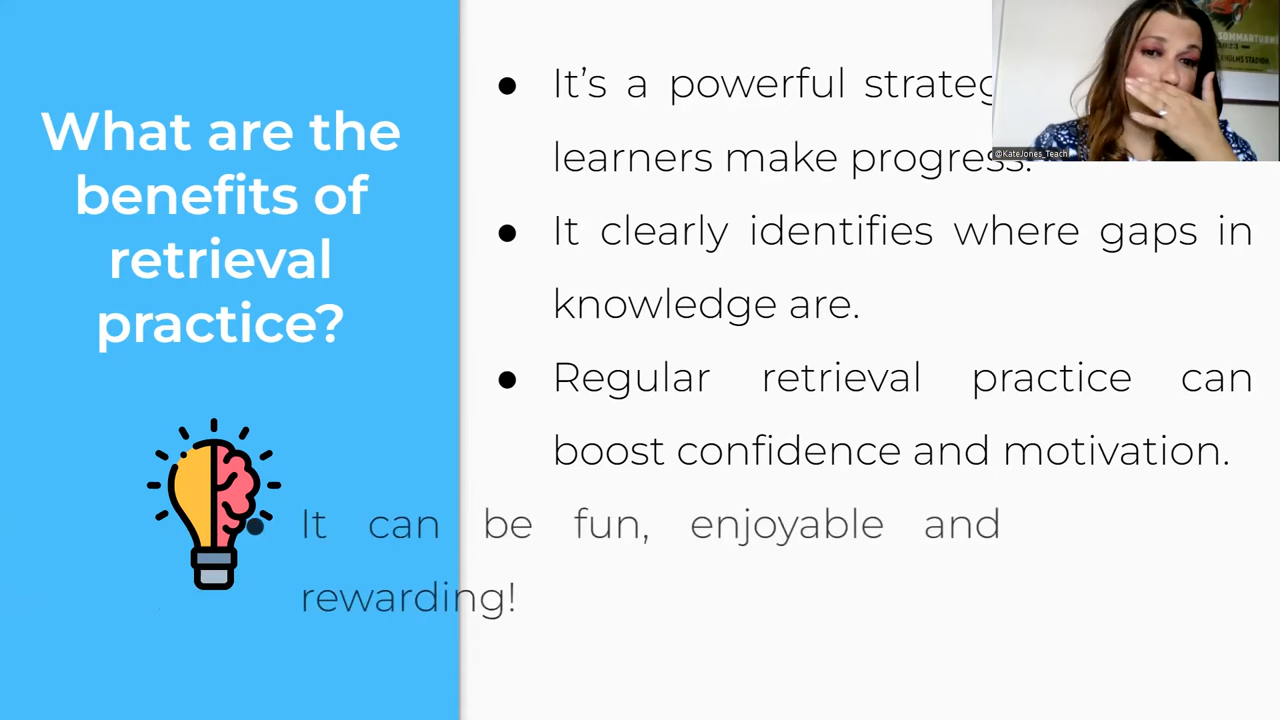 What are the
benefits of
retrieval
practice?
● It’s a powerful strateg
learners make progress.
● It clearly identifies where gaps in
knowledge are.
● Regular retrieval practice can
boost confidence and motivation.
● It can be fun, enjoyable and
rewarding!
SOMMARTURN
@KateJones_Teach